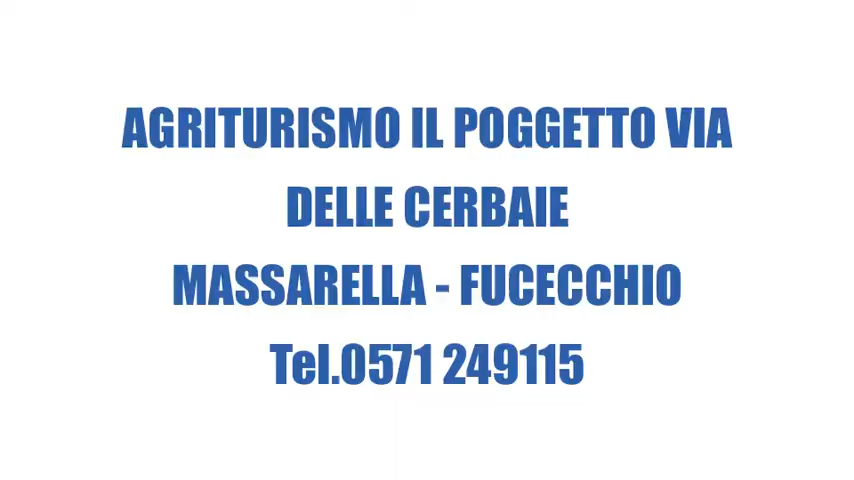 AGRITURISMO IL POGGETTO VIA
DELLE CERBAIE
MASSARELLA - FUCECCHIO
Tel.0571 249115